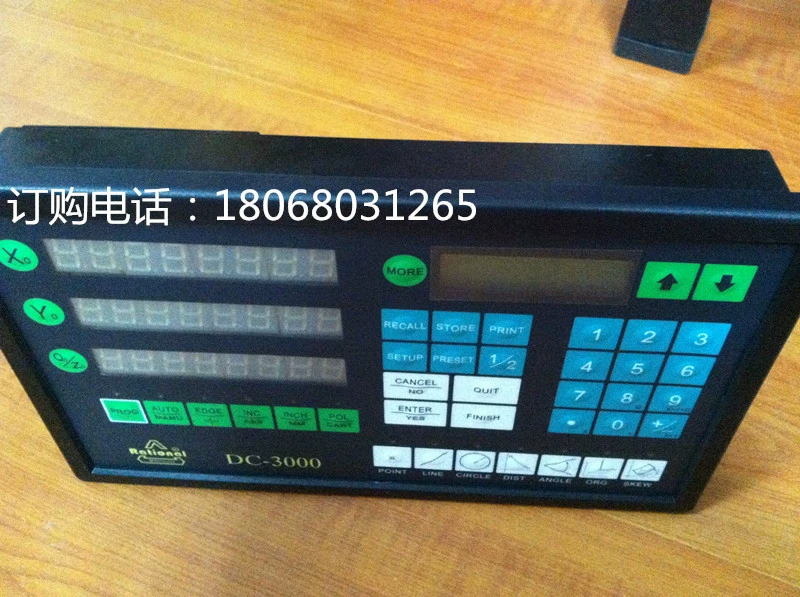 订购电话：18068031265
X₀
MORE
Y₀
RECALL STORE PRINT
1 2 3
SETUP PRESET 1/2
4 5 6
CANCEL
NO
QUIT
7 8 9
ENTER
YES
FINISH
• 0 +/-
PROG
AUTO
MANU
EDGE
INC
ABS
INCH
MM
POL
CART
Rational ®
DC-3000
POINT LINE CIRCLE DIST ANGLE ORG SKEW